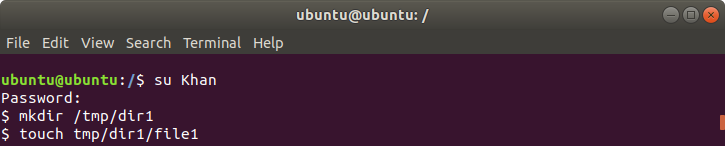 ubuntu@ubuntu: /
File Edit View Search Terminal Help
ubuntu@ubuntu:/$ su Khan
Password:
$ mkdir /tmp/dir1
$ touch tmp/dir1/file1